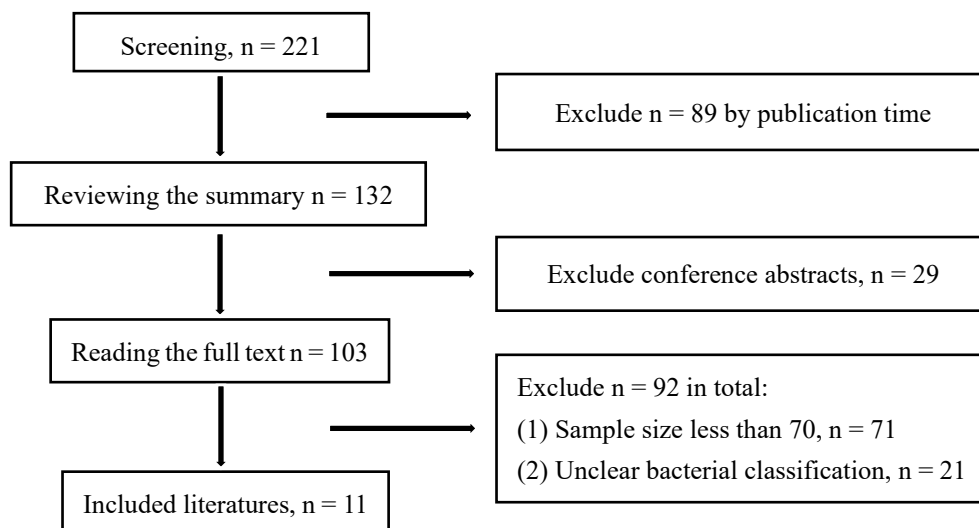 Screening, n = 221
Exclude n = 89 by publication time
Reviewing the summary n = 132
Exclude conference abstracts, n = 29
Reading the full text n = 103
Exclude n = 92 in total:
(1) Sample size less than 70, n = 71
(2) Unclear bacterial classification, n = 21
Included literatures, n = 11